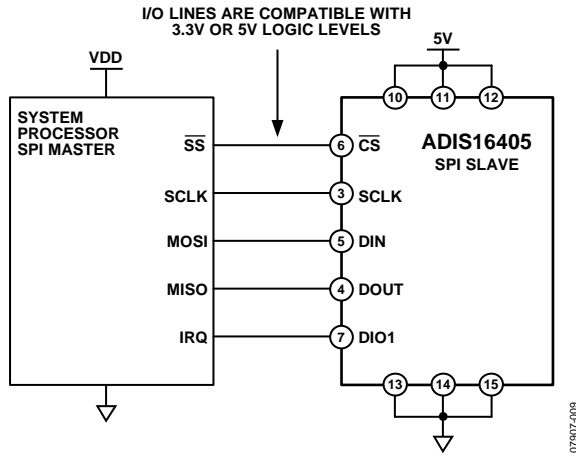 I/O LINES ARE COMPATIBLE WITH
3.3V OR 5V LOGIC LEVELS
VDD
5V
10
11
12
SYSTEM
PROCESSOR
SPI MASTER
ADIS16405
SPI SLAVE
SS
6
CS
SCLK
3
SCLK
MOSI
5
DIN
MISO
4
DOUT
IRQ
7
DIO1
13
14
15
07907-009